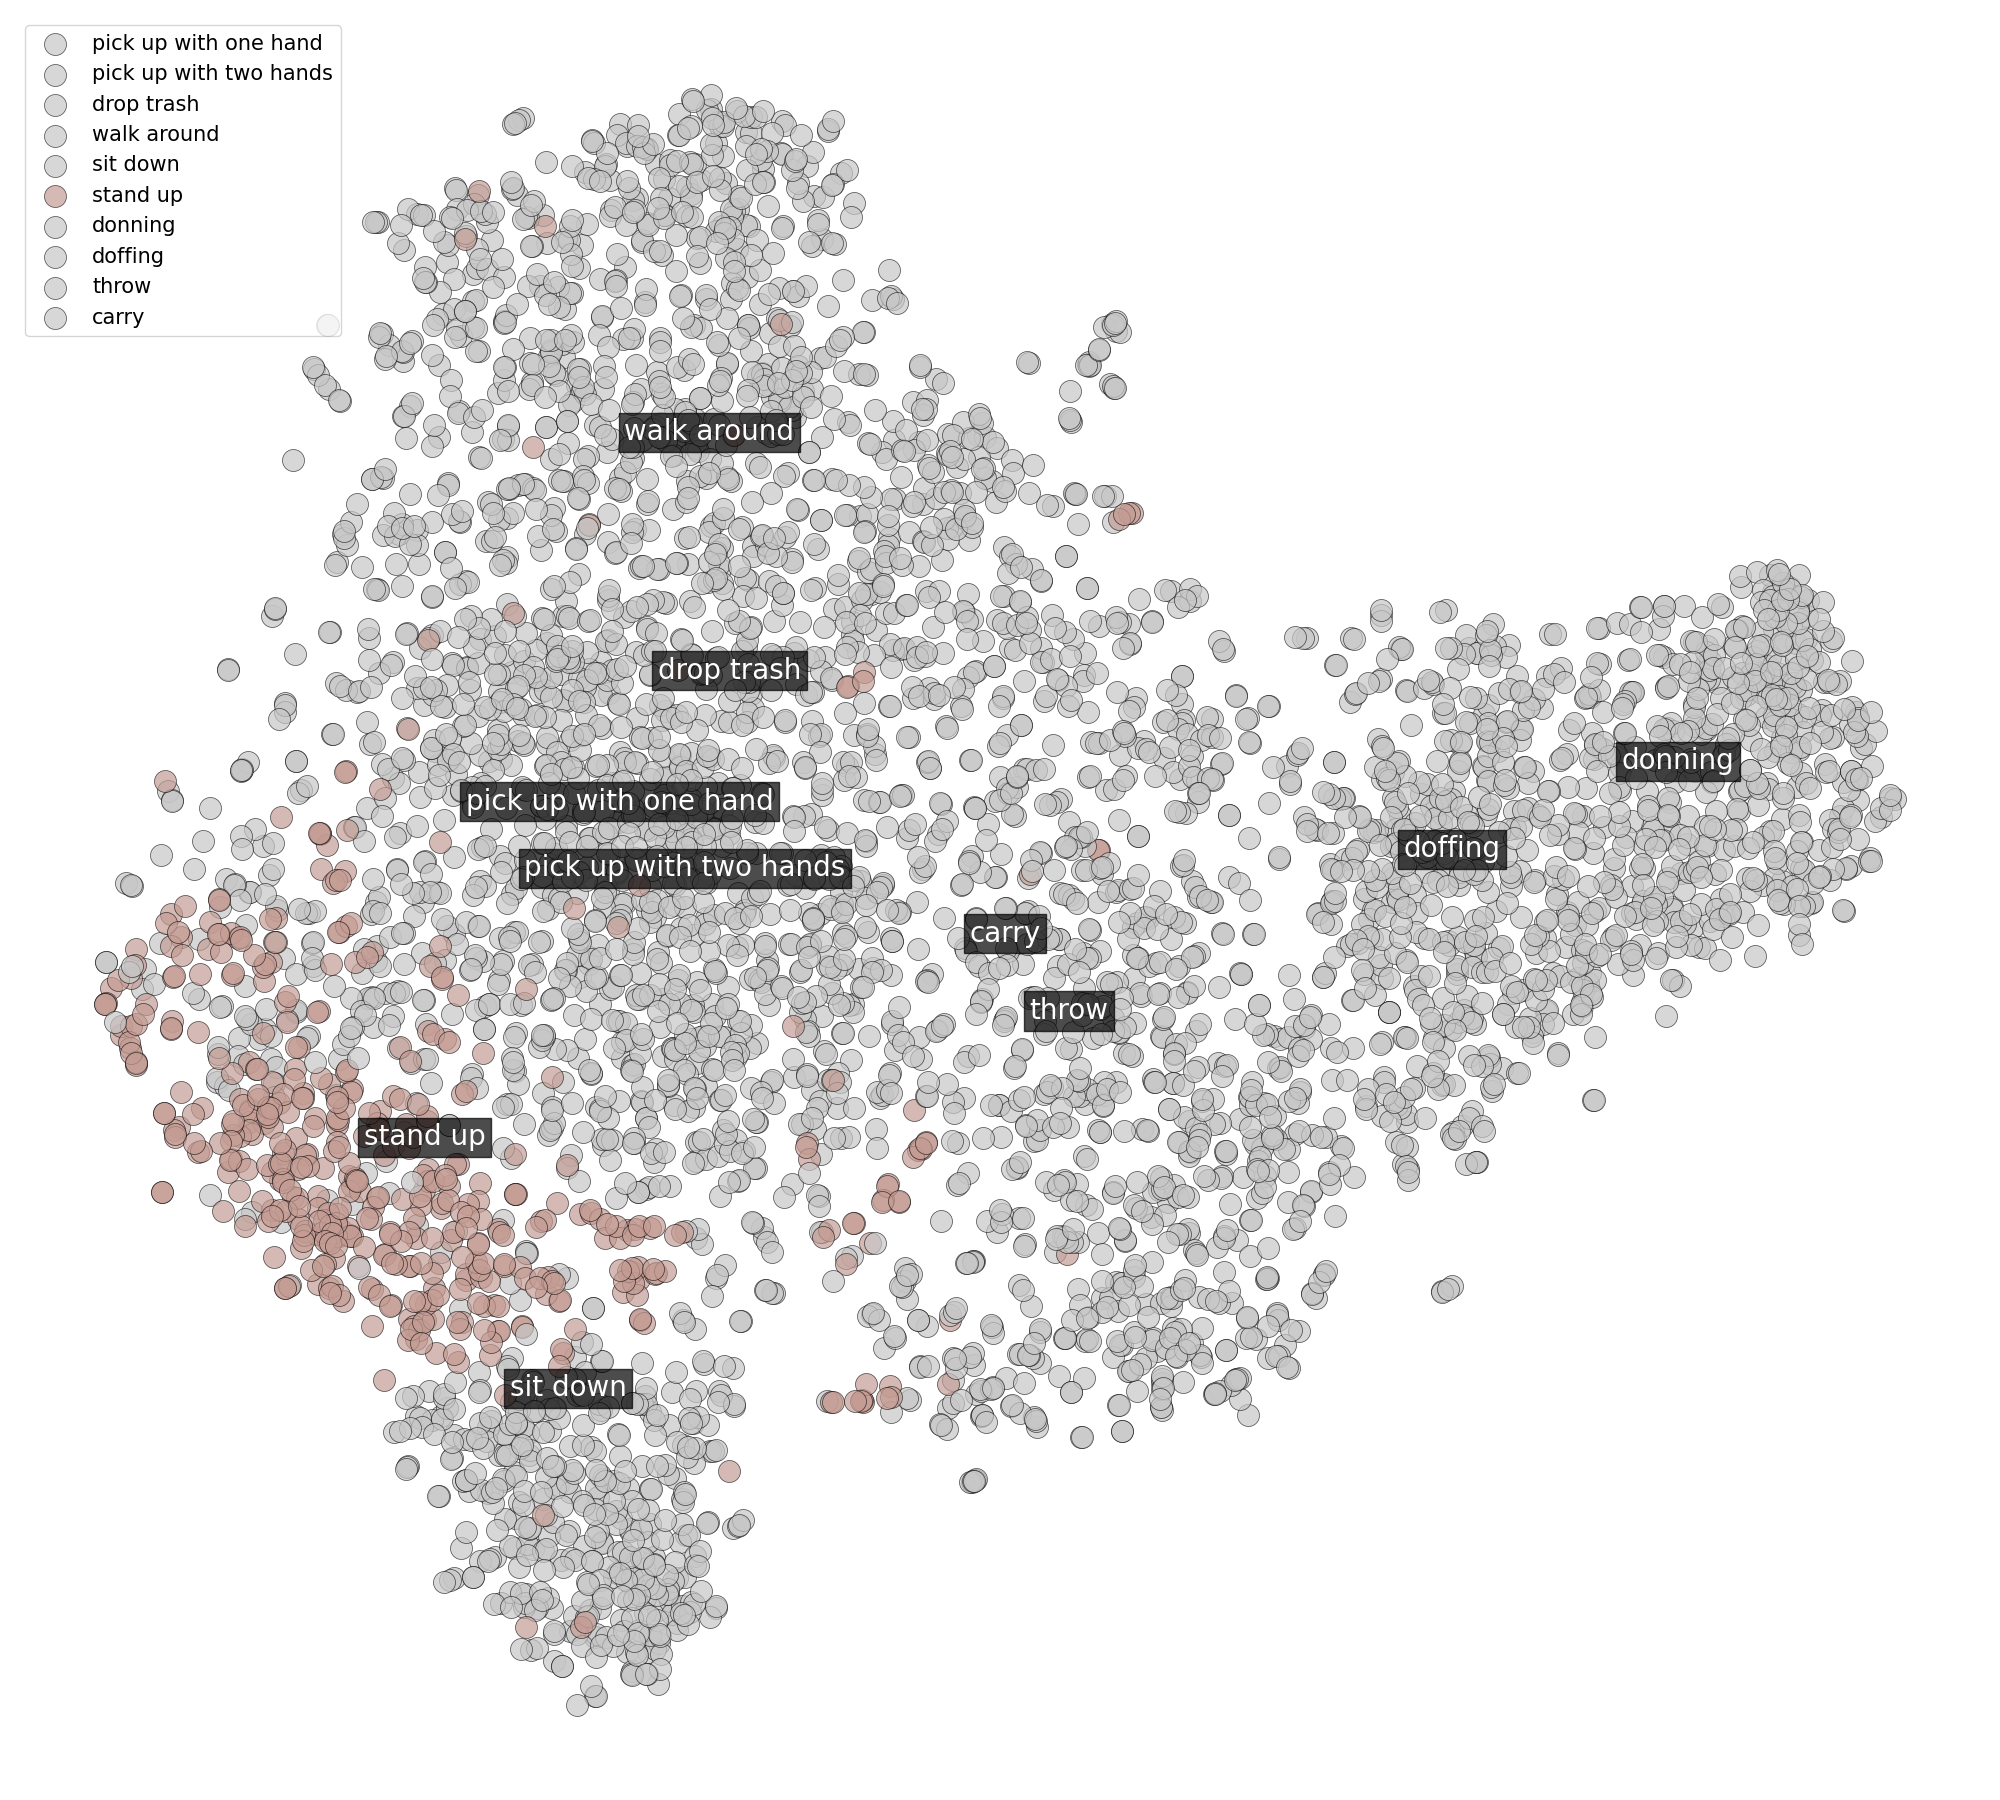 pick up with one hand
pick up with two hands
drop trash
walk around
sit down
stand up
donning
doffing
throw
carry
walk around
drop trash
donning
pick up with one hand
doffing
pick up with two hands
carry
throw
stand up
sit down